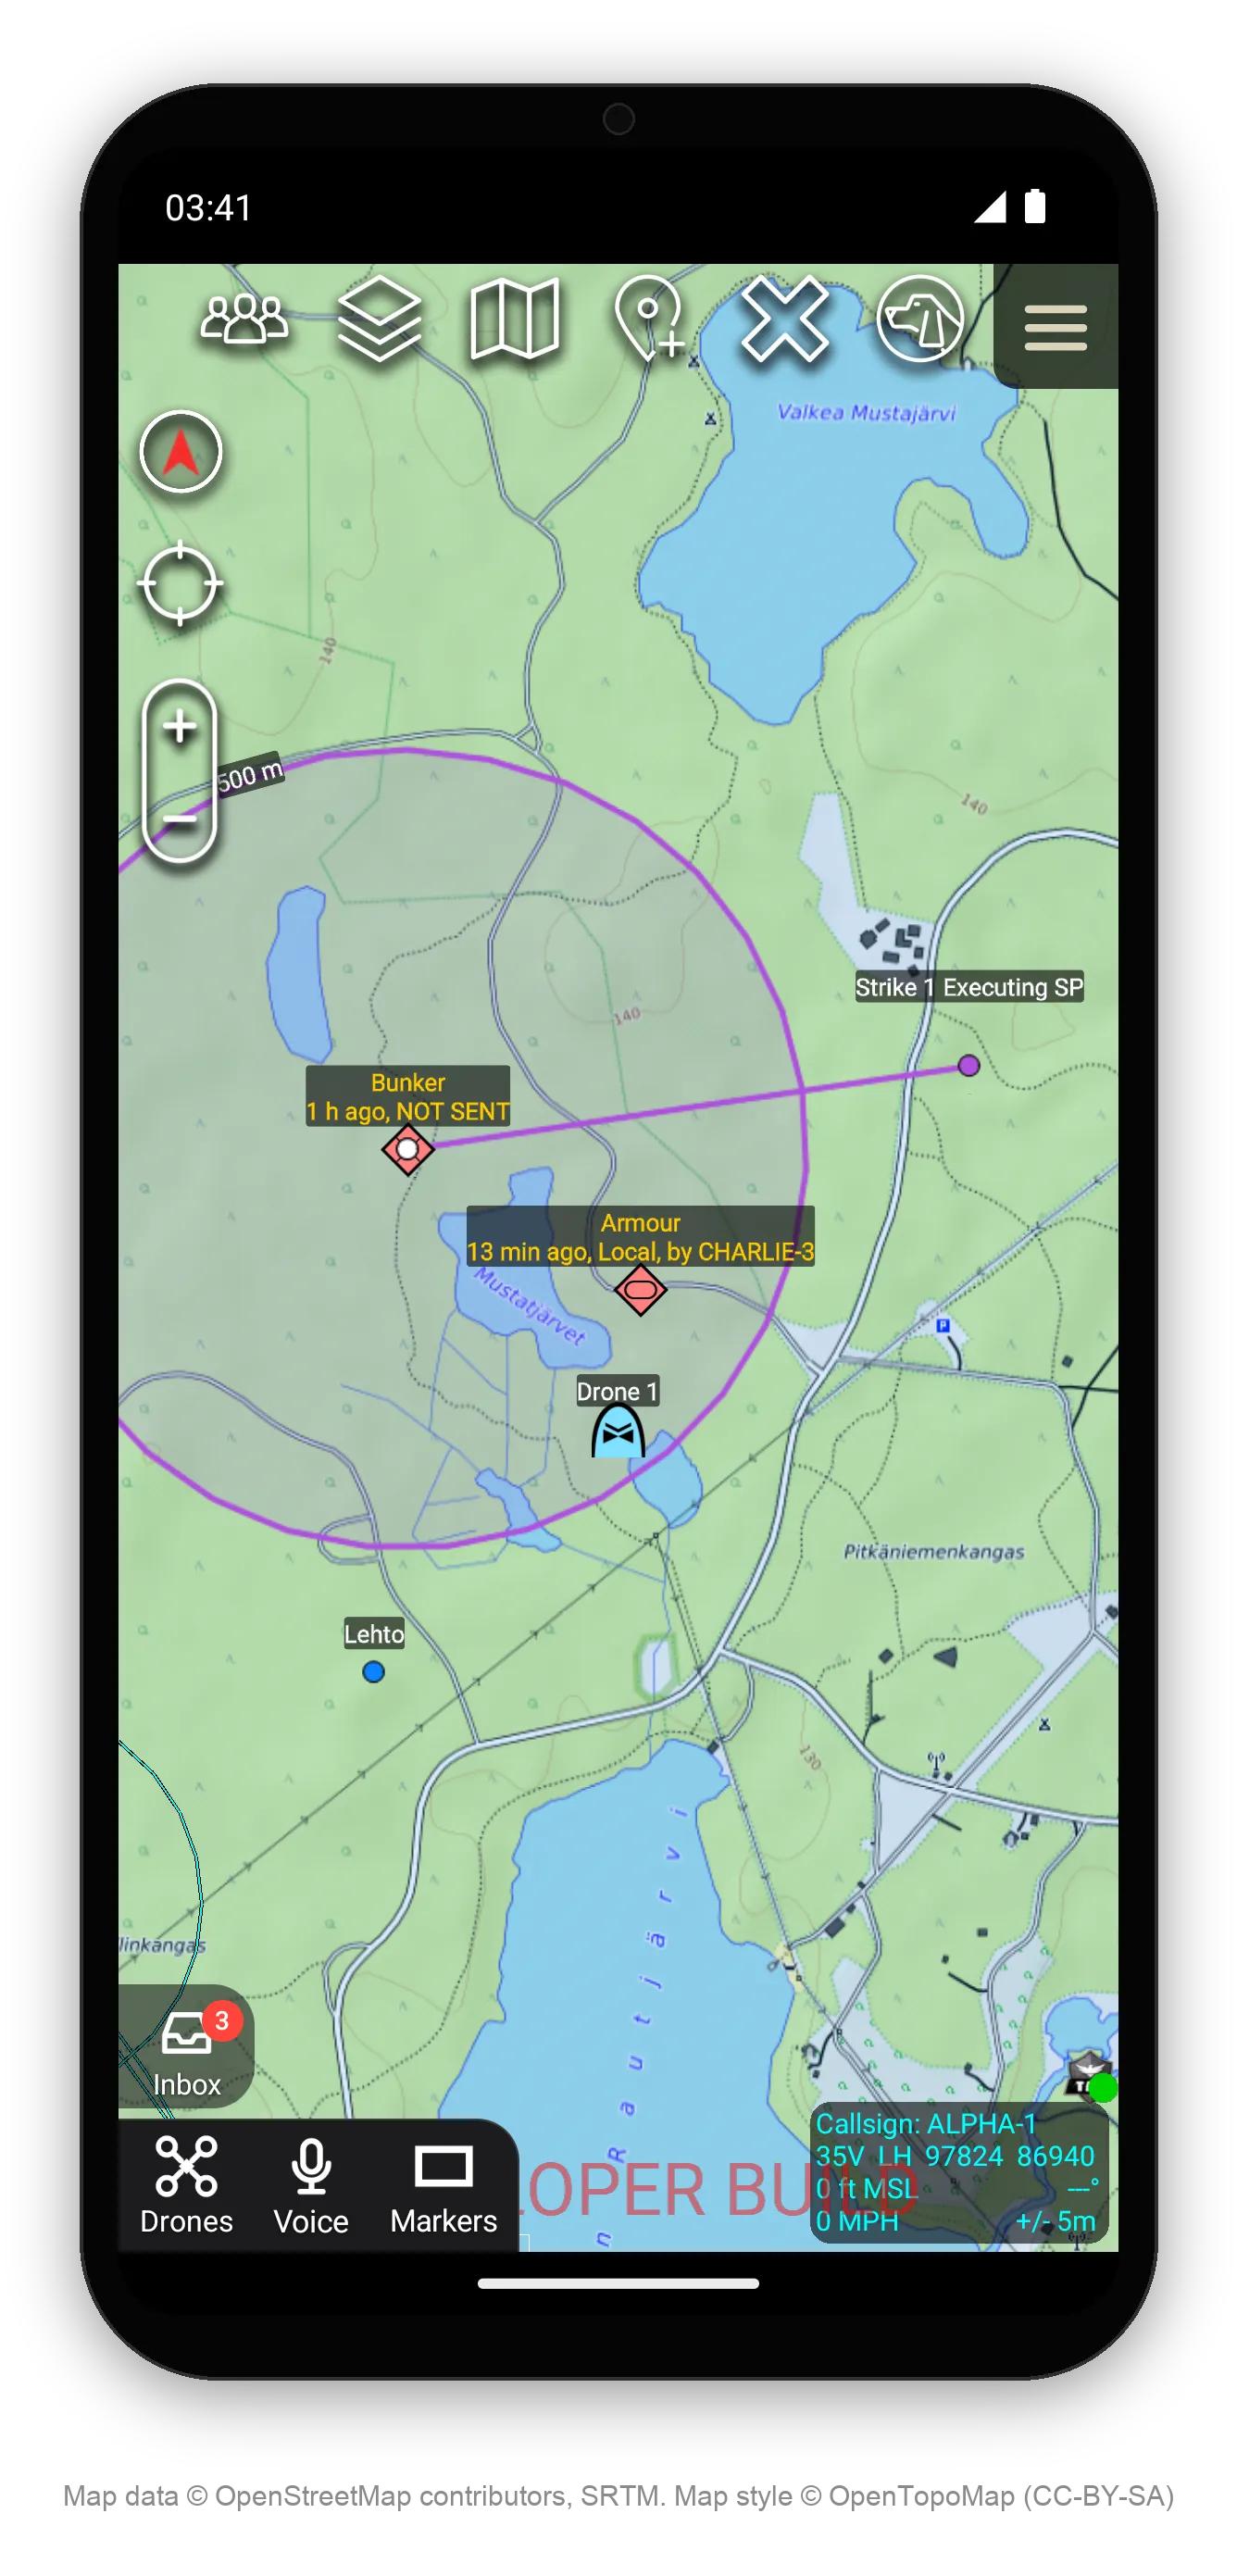 03:41
Valkea Mustajärvi
140
500 m
140
Strike 1 Executing SP
140
Bunker
1 h ago, NOT SENT
Armour
13 min ago, Local, by CHARLIE-3
Mustatjärvet
P
Drone 1
Pitkäniemenkangas
Lehto
130
linkangas
n R a u t j ä r v i
3
Inbox
Callsign: ALPHA-1
35V LH 97824 86940
0 ft MSL ---°
0 MPH +/- 5m
LOPER BUILD
Drones
Voice
Markers
Map data © OpenStreetMap contributors, SRTM. Map style © OpenTopoMap (CC-BY-SA)